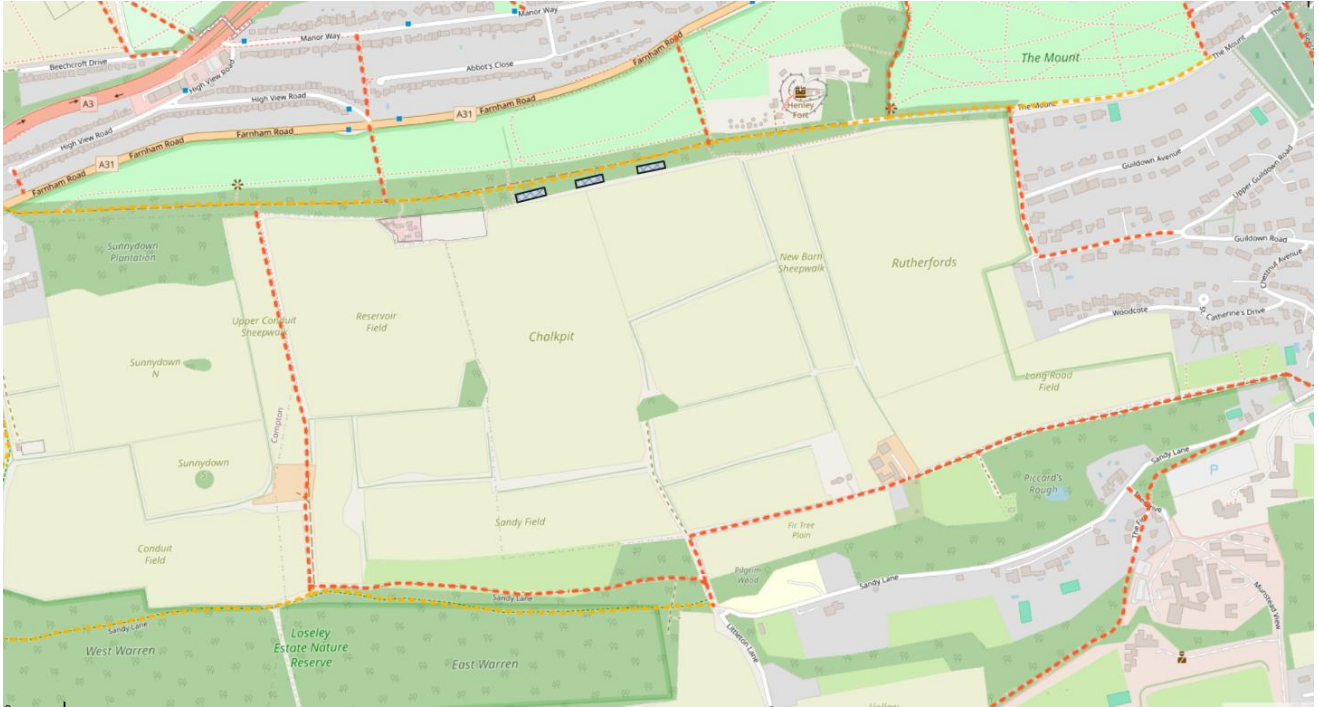 Manor Way
Manor Way
The Mount
Beechcroft Drive
Abbot's Close
Farnham Road
A3
High View Road
High View Road
The Mount
The Mount
Henley
Fort
A31
Farnham Road
Farnham Road
High View Road
A31
Farnham Road
Guildown Avenue
Upper Guildown Road
Sunnydown
Plantation
Guildown Road
New Barn
Sheepwalk
Rutherfords
Chestnut Avenue
Upper Conduit
Sheepwalk
Reservoir
Field
Woodcote
St.
Catherine's Drive
Chalkpit
Sunnydown
N
Long Road
Field
Compton
Sandy Lane
Sunnydown
P
Piccard's
Rough
Sandy Field
Fir Tree
Plain
Conduit
Field
Pilgrim
Wood
Sandy Lane
Sandy Lane
Munstead View
Sandy Lane
Littleton Lane
West Warren
Loseley
Estate Nature
Reserve
East Warren